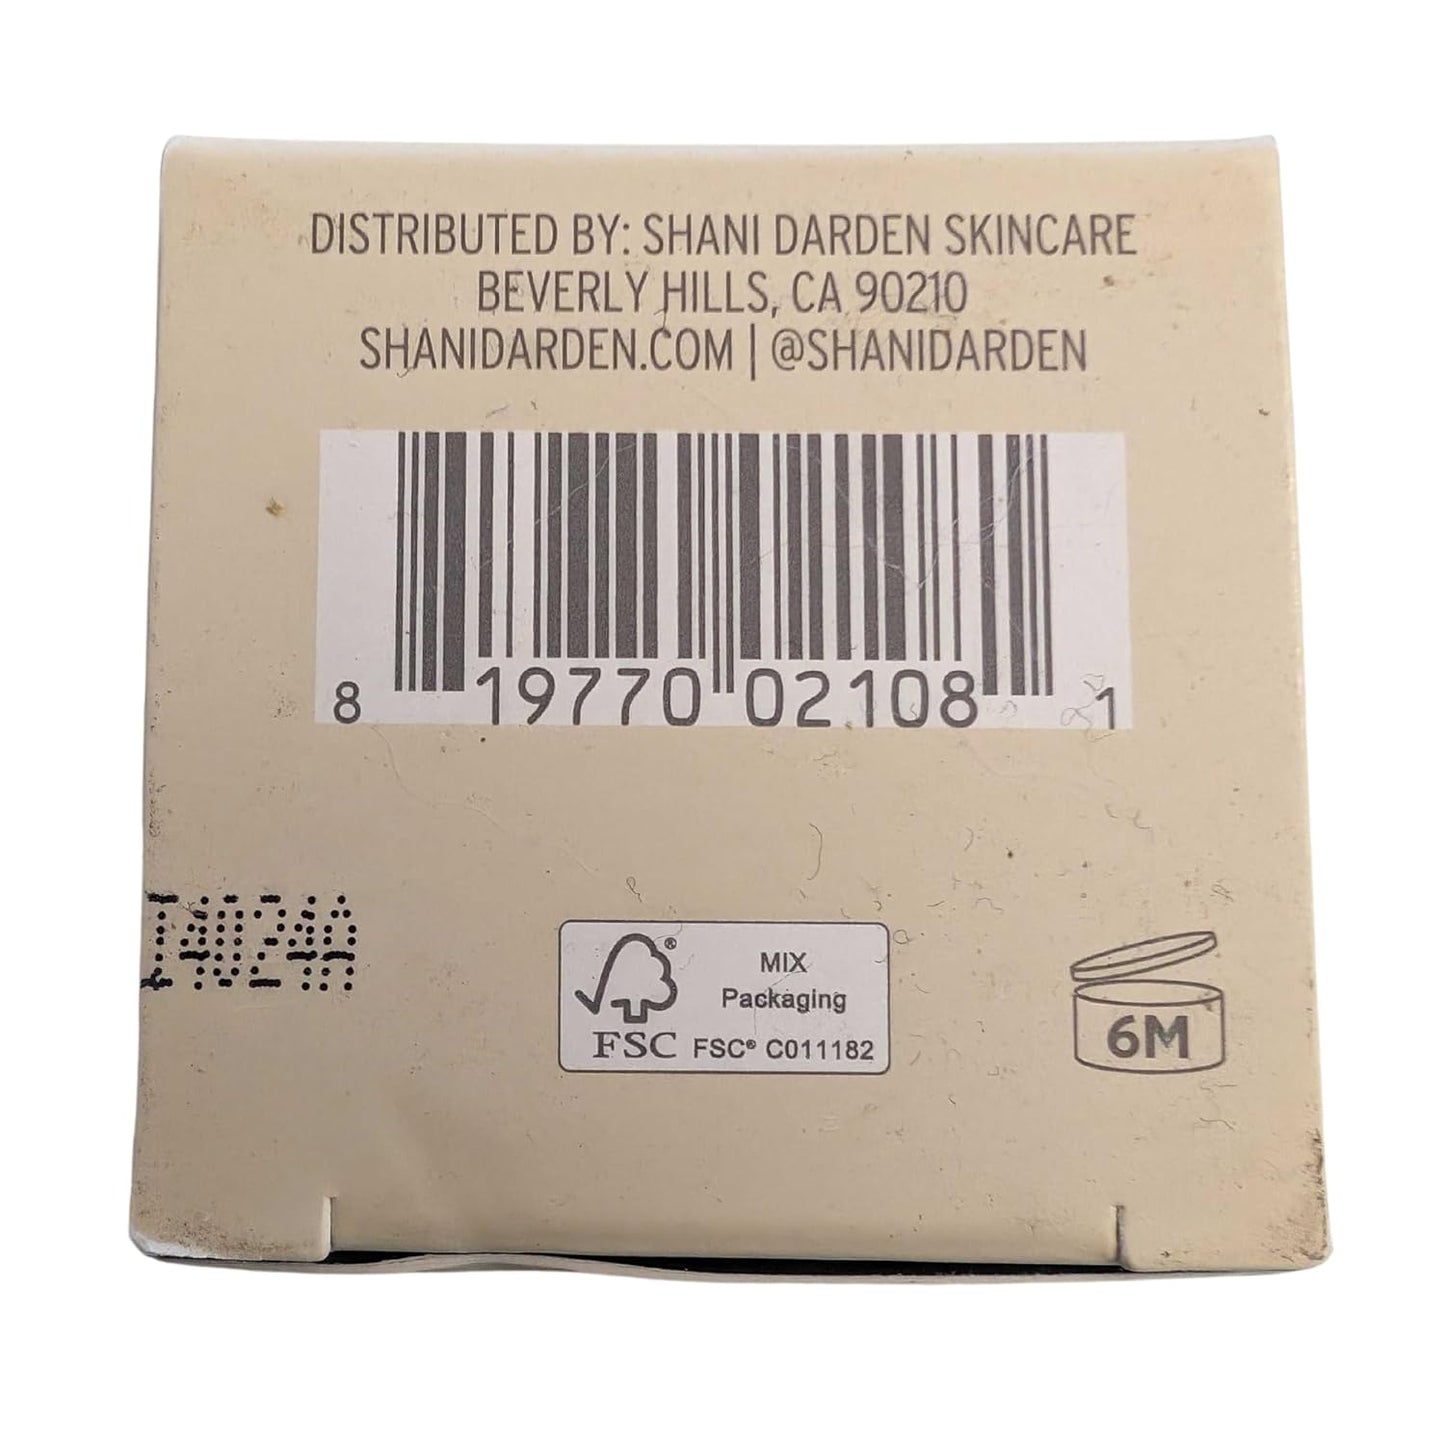 DISTRIBUTED BY: SHANI DARDEN SKINCARE
BEVERLY HILLS, CA 90210
SHANIDARDEN.COM | @SHANIDARDEN
8 19770 02108 1
I4024A
MIX
Packaging
FSC® C011182
FSC
6M